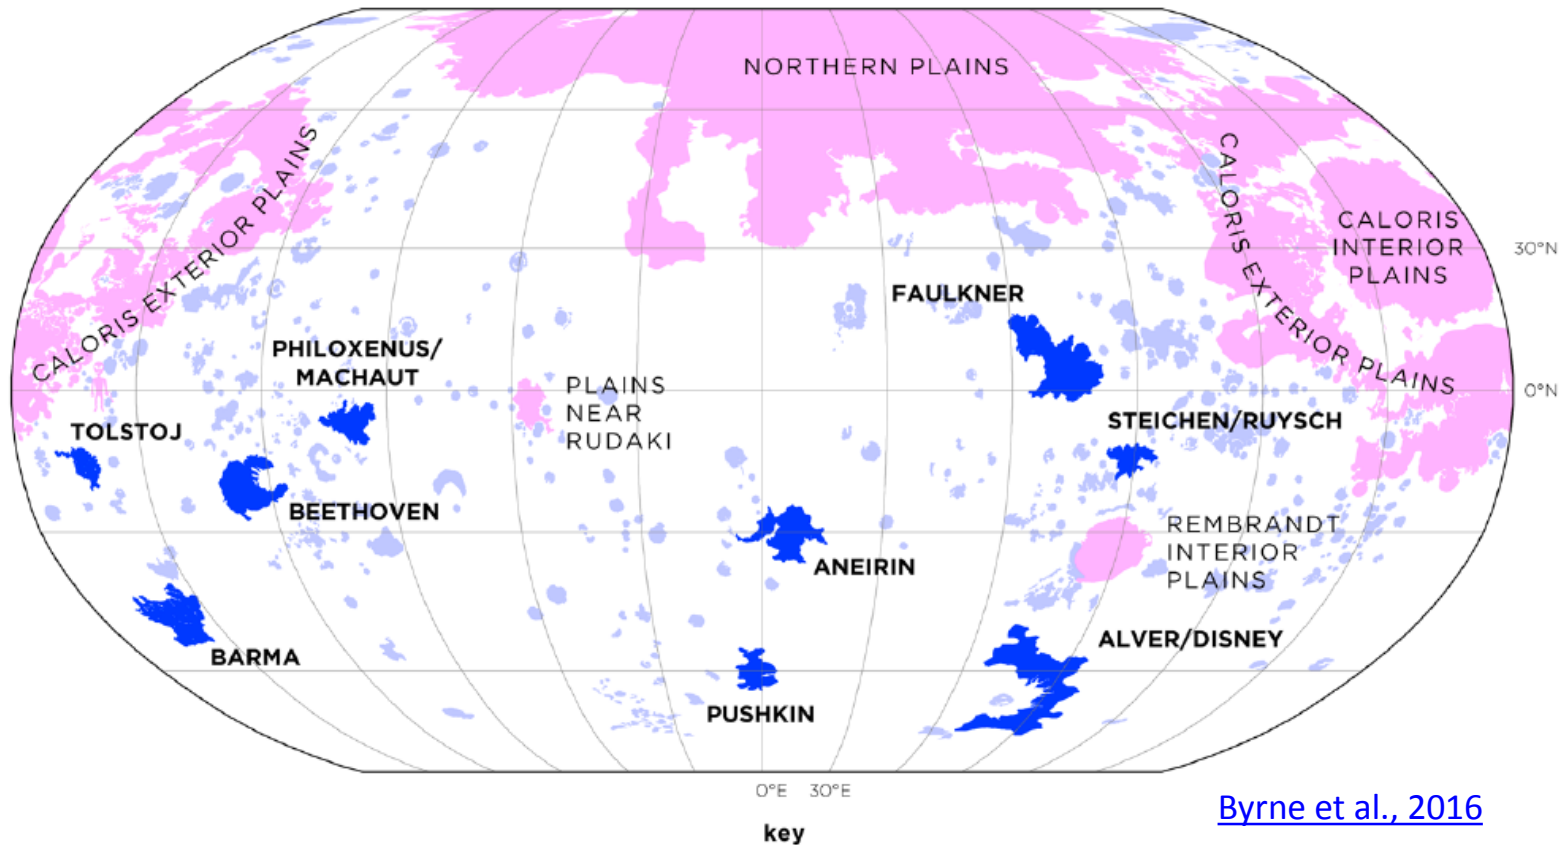 NORTHERN PLAINS
CALORIS EXTERIOR PLAINS
CALORIS EXTERIOR PLAINS
CALORIS
INTERIOR
PLAINS
30°N
FAULKNER
PHILOXENUS/
MACHAUT
PLAINS
NEAR
RUDAKI
0°N
TOLSTOJ
STEICHEN/RUYSCH
BEETHOVEN
REMBRANDT
INTERIOR
PLAINS
ANEIRIN
BARMA
ALVER/DISNEY
PUSHKIN
0°E 30°E
Byrne et al., 2016
key